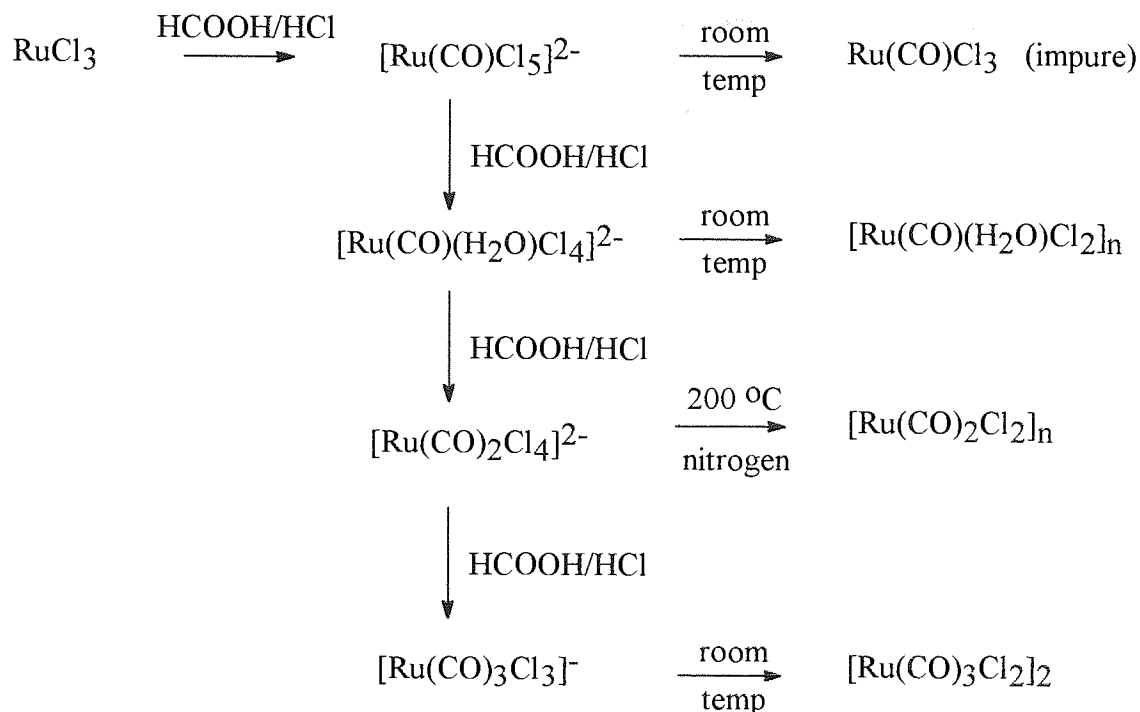 RuCl3 HCOOH/HCl [Ru(CO)Cl5]2- room temp Ru(CO)Cl3 (impure)
HCOOH/HCl
[Ru(CO)(H2O)Cl4]2- room temp [Ru(CO)(H2O)Cl2]n
HCOOH/HCl
[Ru(CO)2Cl4]2- 200 oC nitrogen [Ru(CO)2Cl2]n
HCOOH/HCl
[Ru(CO)3Cl3]- room temp [Ru(CO)3Cl2]2